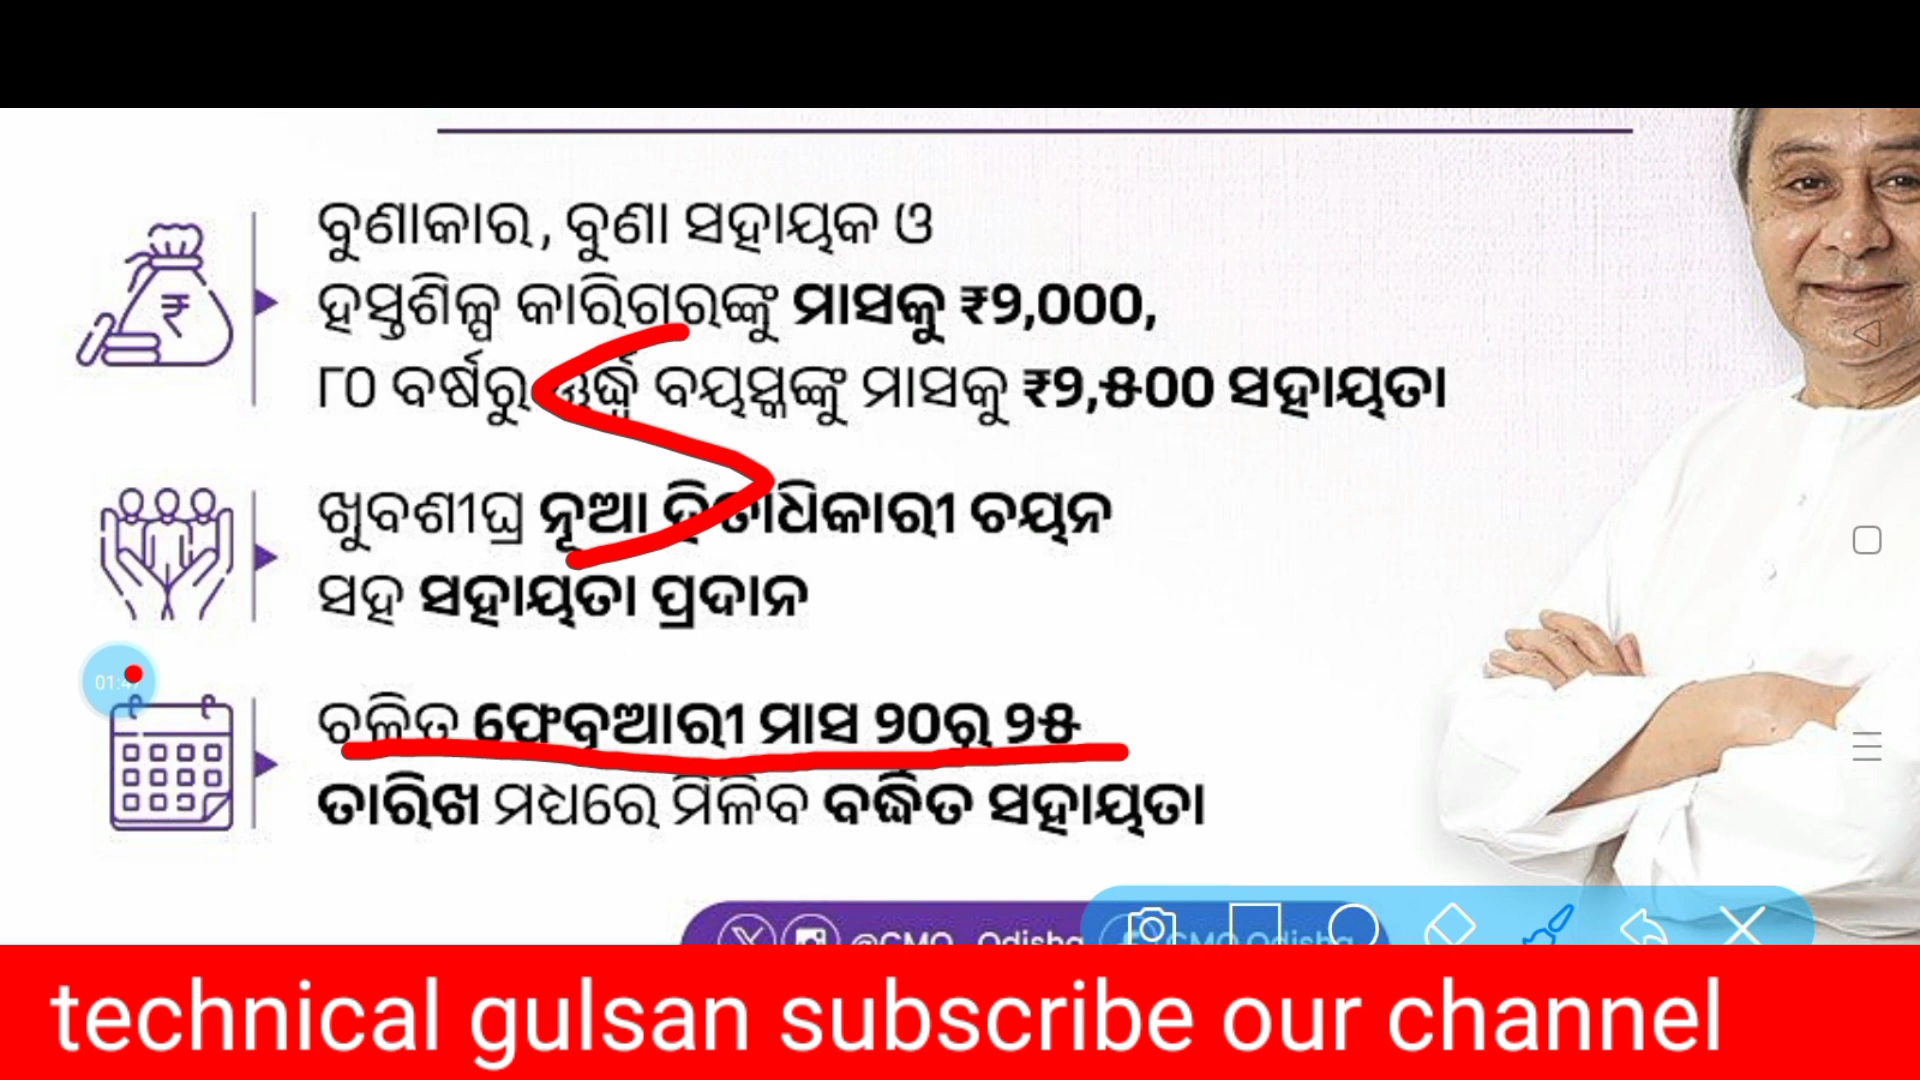 ବୁଣାକାର, ବୁଣା ସହାୟକ ଓ
ହସ୍ତଶିଳ୍ପ କାରିଗରଙ୍କୁ ମାସକୁ ₹୨,୦୦୦,
୮୦ ବର୍ଷରୁ ଊର୍ଦ୍ଧ୍ୱ ବୟସ୍କଙ୍କୁ ମାସକୁ ₹୨,୫୦୦ ସହାୟତା
ଖୁବଶୀଘ୍ର ନୂଆ ହିତାଧିକାରୀ ଚୟନ
ସହ ସହାୟତା ପ୍ରଦାନ
ଚଳିତ ଫେବୃଆରୀ ମାସ ୨୦ରୁ ୨୫
ତାରିଖ ମଧ୍ୟରେ ମିଳିବ ବର୍ଦ୍ଧିତ ସହାୟତା
@CMO_Odisha CMO Odisha
technical gulsan subscribe our channel